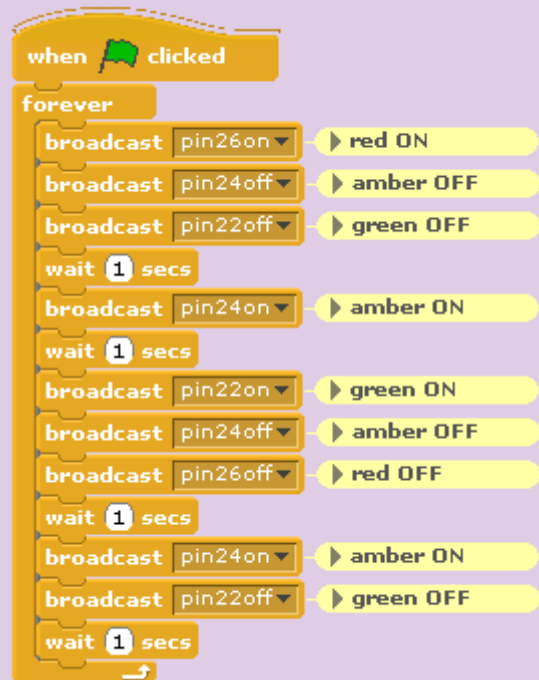 when clicked
forever
broadcast pin26on red ON
broadcast pin24off amber OFF
broadcast pin22off green OFF
wait 1 secs
broadcast pin24on amber ON
wait 1 secs
broadcast pin22on green ON
broadcast pin24off amber OFF
broadcast pin26off red OFF
wait 1 secs
broadcast pin24on amber ON
broadcast pin22off green OFF
wait 1 secs